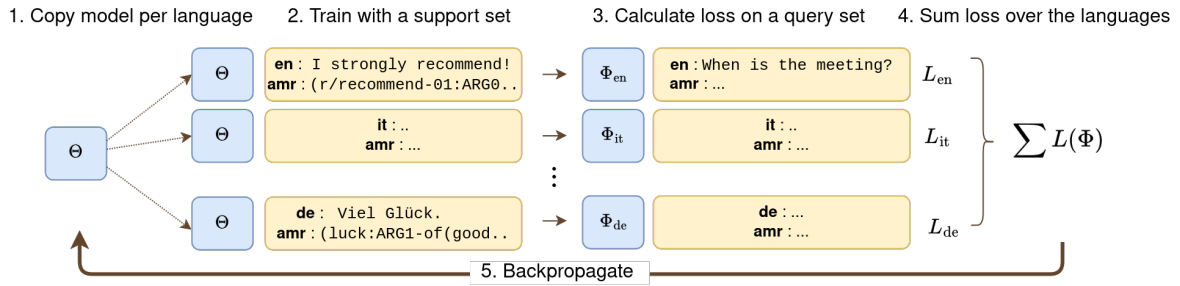 1. Copy model per language
2. Train with a support set
3. Calculate loss on a query set
4. Sum loss over the languages
Θ
Θ
en : I strongly recommend!
amr : (r/recommend-01:ARG0..
Φen
en : When is the meeting?
amr : ...
Len
Θ
it : ..
amr : ...
Φit
it : ..
amr : ...
Lit
∑ L(Φ)
Θ
de : Viel Glück.
amr : (luck:ARG1-of(good..
Φde
de : ...
amr : ...
Lde
5. Backpropagate